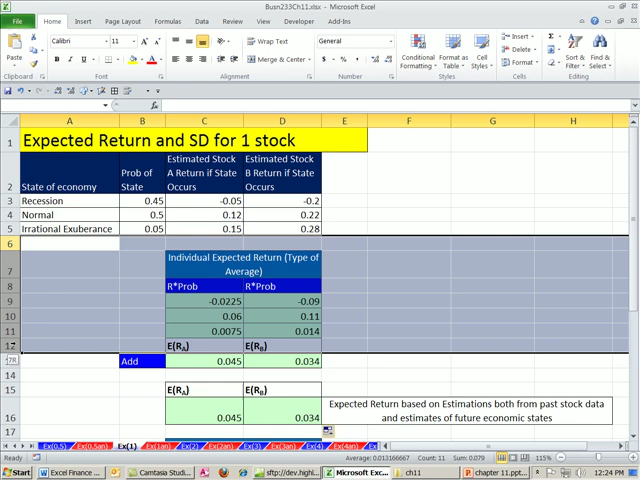 Busn233Ch11.xlsx - Microsoft Excel
File Home Insert Page Layout Formulas Data Review View Developer Add-Ins
Calibri 11 Wrap Text General Insert
Paste Merge & Center Conditional Formatting Format as Table Cell Styles Delete Format Sort & Filter Find & Select
Clipboard Font Alignment Number Styles Cells Editing
A B C D E F G H
1 Expected Return and SD for 1 stock
2 State of economy Prob of State Estimated Stock A Return if State Occurs Estimated Stock B Return if State Occurs
3 Recession 0.45 -0.05 -0.2
4 Normal 0.5 0.12 0.22
5 Irrational Exuberance 0.05 0.15 0.28
6
7 Individual Expected Return (Type of Average)
8 R*Prob R*Prob
9 -0.0225 -0.09
10 0.06 0.11
11 0.0075 0.014
12 E(RA) E(RB)
7R Add 0.045 0.034
14
15 E(RA) E(RB)
16 0.045 0.034 Expected Return based on Estimations both from past stock data and estimates of future economic states
17
Ex(0.5) Ex(0.5an) Ex(1) Ex(1an) Ex(2) Ex(2an) Ex(3) Ex(3an) Ex(4) Ex(4an) Ex
Ready Average: 0.013166667 Count: 11 Sum: 0.079 115%
Start Excel Finance ... Camtasia Studi... sftp://dev.highl... Microsoft Exc... ch11 chapter 11.ppt... 12:24 PM